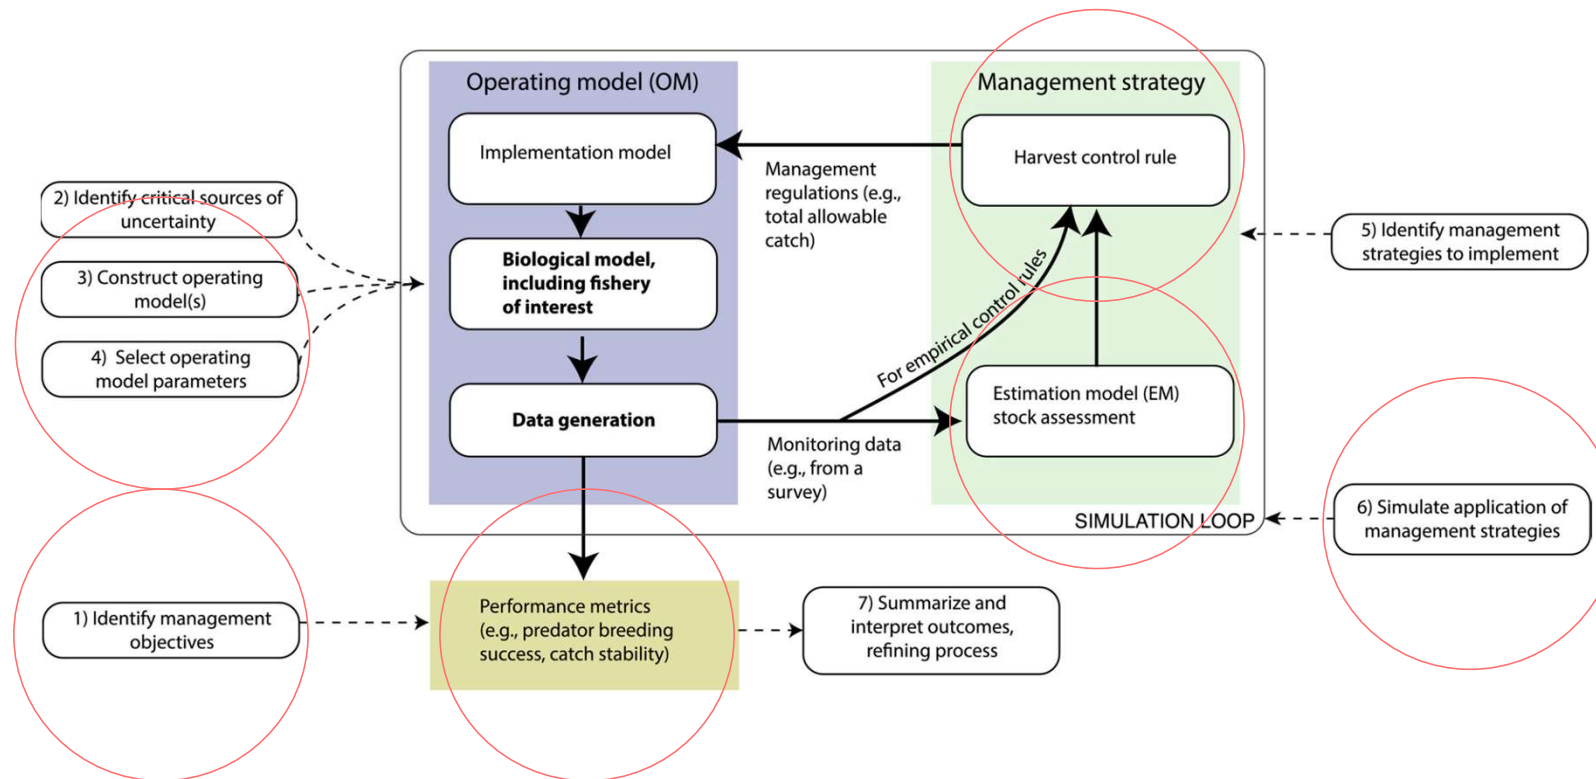 Operating model (OM)
Management strategy
Implementation model
Harvest control rule
Management
regulations (e.g.,
total allowable
catch)
2) Identify critical sources of
uncertainty
3) Construct operating
model(s)
4) Select operating
model parameters
Biological model,
including fishery
of interest
5) Identify management
strategies to implement
For empirical control rules
Data generation
Estimation model (EM)
stock assessment
Monitoring data
(e.g., from a
survey)
SIMULATION LOOP
6) Simulate application of
management strategies
1) Identify management
objectives
Performance metrics
(e.g., predator breeding
success, catch stability)
7) Summarize and
interpret outcomes,
refining process